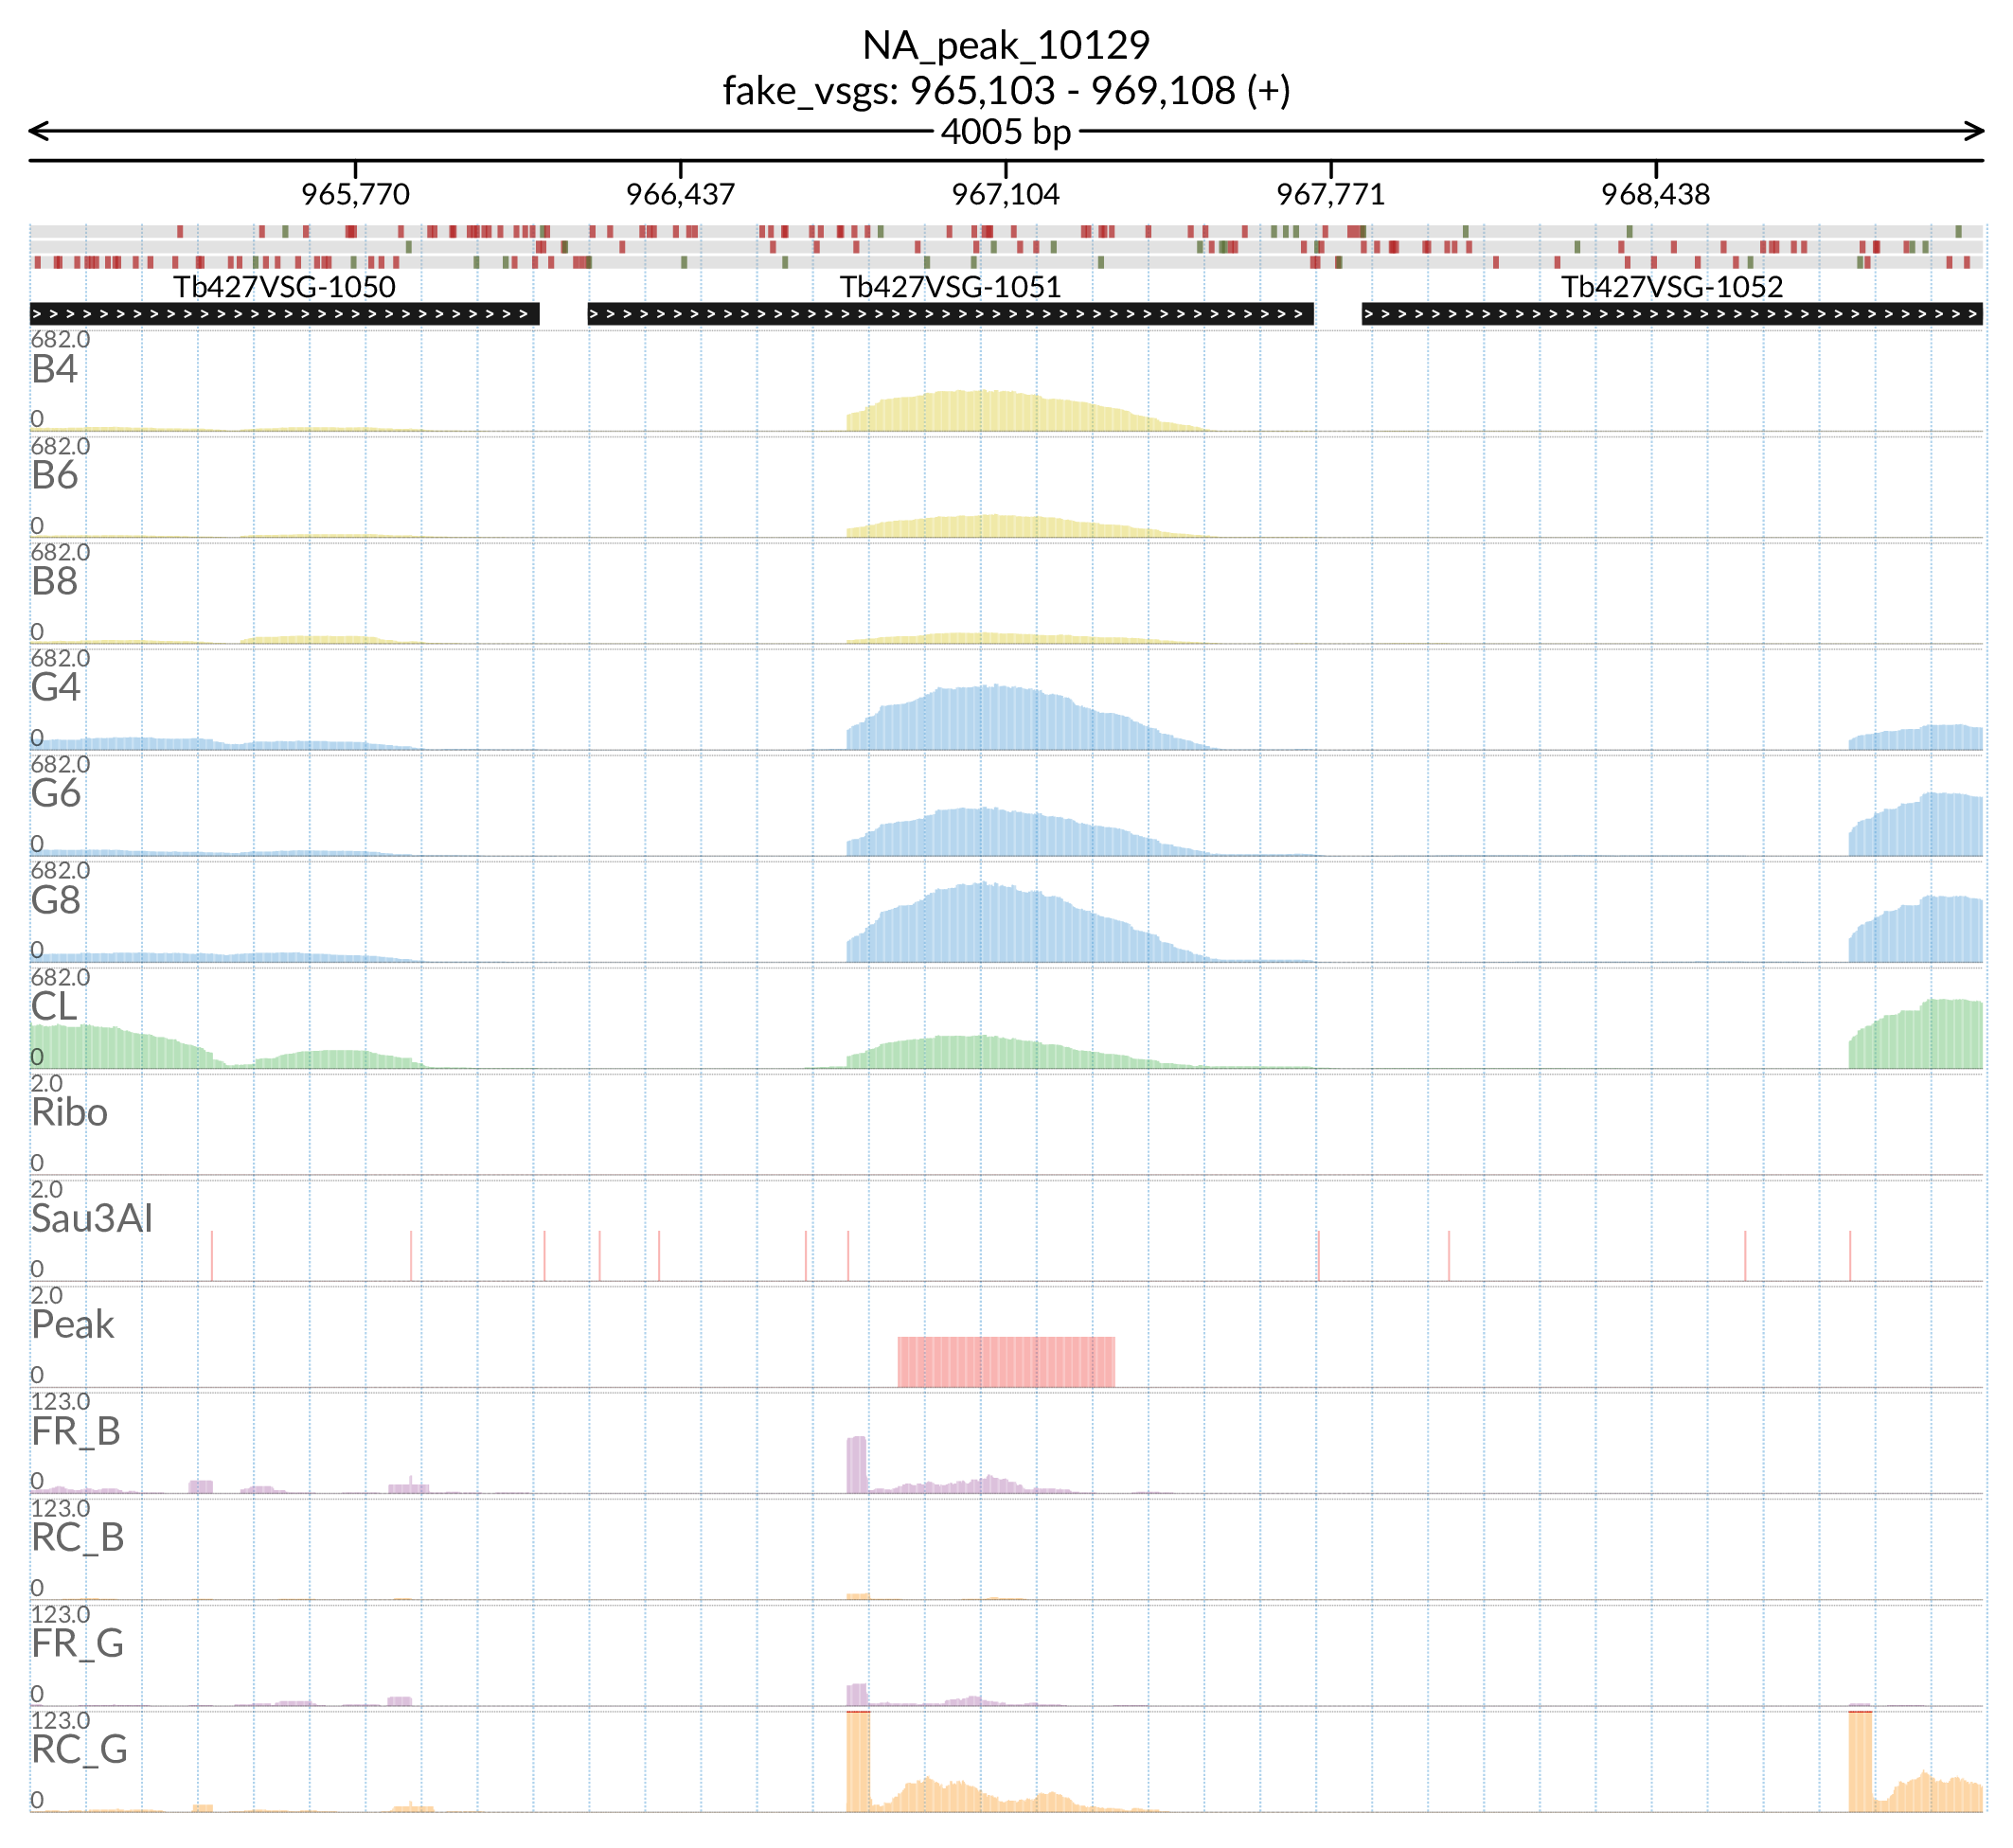 NA_peak_10129
fake_vsgs: 965,103 - 969,108 (+)
4005 bp
965,770 966,437 967,104 967,771 968,438
Tb427VSG-1050 Tb427VSG-1051 Tb427VSG-1052
682.0
B4
0
682.0
B6
0
682.0
B8
0
682.0
G4
0
682.0
G6
0
682.0
G8
0
682.0
CL
0
2.0
Ribo
0
2.0
Sau3AI
0
2.0
Peak
0
123.0
FR_B
0
123.0
RC_B
0
123.0
FR_G
0
123.0
RC_G
0